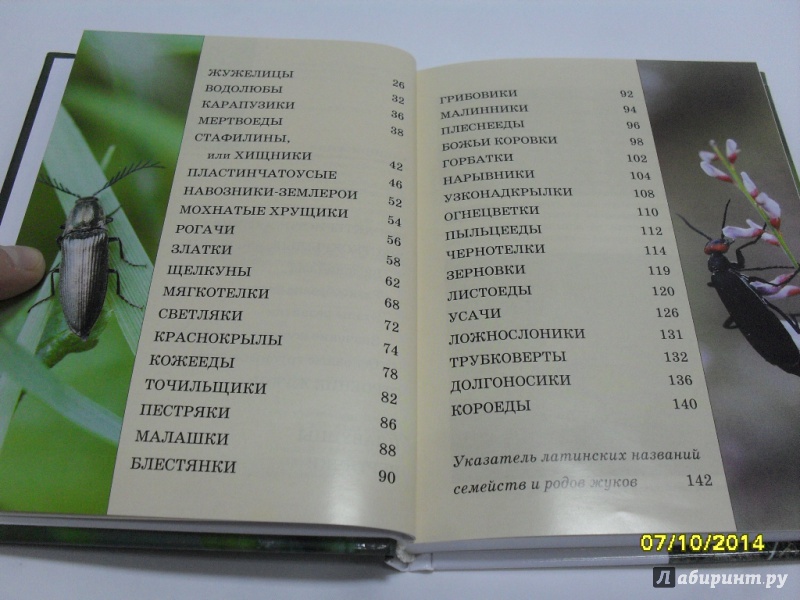 ЖУЖЕЛИЦЫ 26
ВОДОЛЮБЫ 32
КАРАПУЗИКИ 36
МЕРТВОЕДЫ 38
СТАФИЛИНЫ,
или ХИЩНИКИ 42
ПЛАСТИНЧАТОУСЫЕ 46
НАВОЗНИКИ-ЗЕМЛЕРОИ 52
МОХНАТЫЕ ХРУЩИКИ 54
РОГАЧИ 56
ЗЛАТКИ 58
ЩЕЛКУНЫ 62
МЯГКОТЕЛКИ 68
СВЕТЛЯКИ 72
КРАСНОКРЫЛЫ 74
КОЖЕЕДЫ 78
ТОЧИЛЬЩИКИ 82
ПЕСТРЯКИ 86
МАЛАШКИ 88
БЛЕСТЯНКИ 90
ГРИБОВИКИ 92
МАЛИННИКИ 94
ПЛЕСНЕЕДЫ 96
БОЖЬИ КОРОВКИ 98
ГОРБАТКИ 102
НАРЫВНИКИ 104
УЗКОНАДКРЫЛКИ 108
ОГНЕЦВЕТКИ 110
ПЫЛЬЦЕЕДЫ 112
ЧЕРНОТЕЛКИ 114
ЗЕРНОВКИ 119
ЛИСТОЕДЫ 120
УСАЧИ 126
ЛОЖНОСЛОНИКИ 131
ТРУБКОВЕРТЫ 132
ДОЛГОНОСИКИ 136
КОРОЕДЫ 140
Указатель латинских названий
семейств и родов жуков 142
07/10/2014
Лабиринт.ру